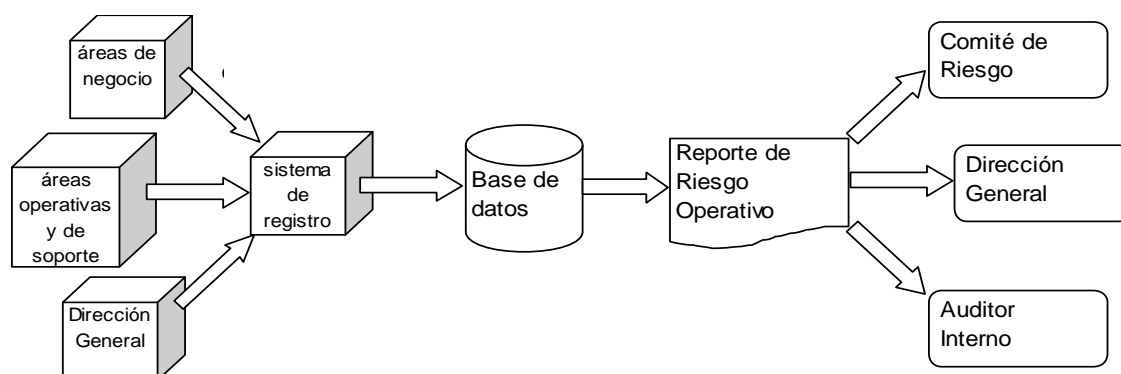 áreas de
negocio
áreas
operativas
y de
soporte
Dirección
General
sistema
de
registro
Base de
datos
Reporte de
Riesgo
Operativo
Comité de
Riesgo
Dirección
General
Auditor
Interno